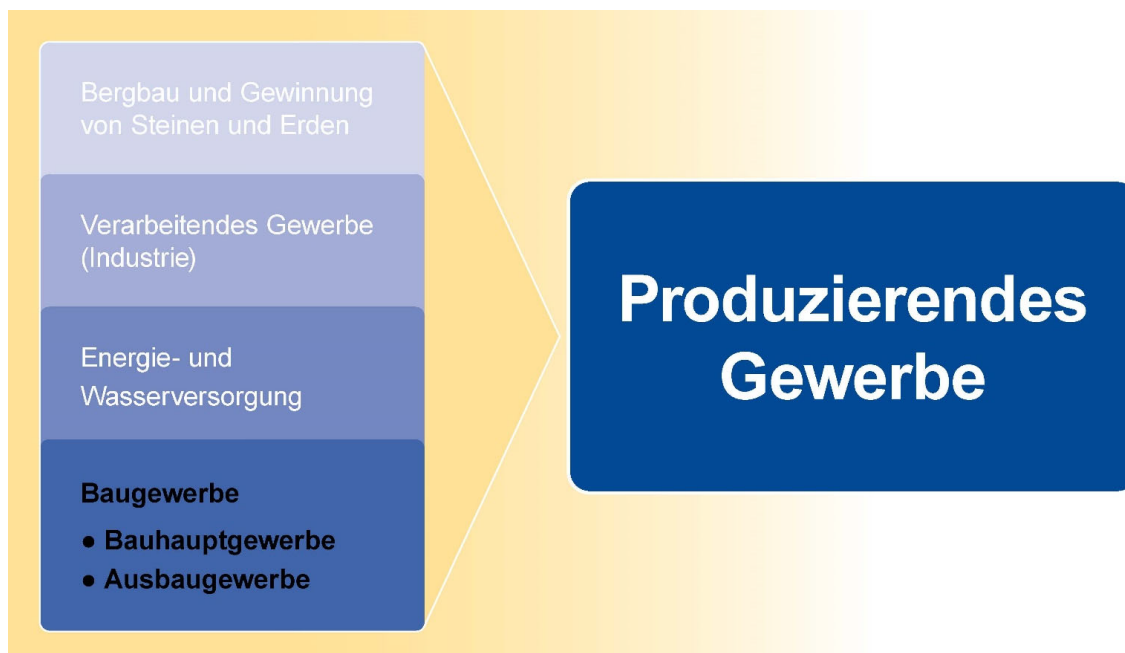 Bergbau und Gewinnung
von Steinen und Erden
Verarbeitendes Gewerbe
(Industrie)
Energie- und
Wasserversorgung
Baugewerbe
● Bauhauptgewerbe
● Ausbaugewerbe
Produzierendes
Gewerbe